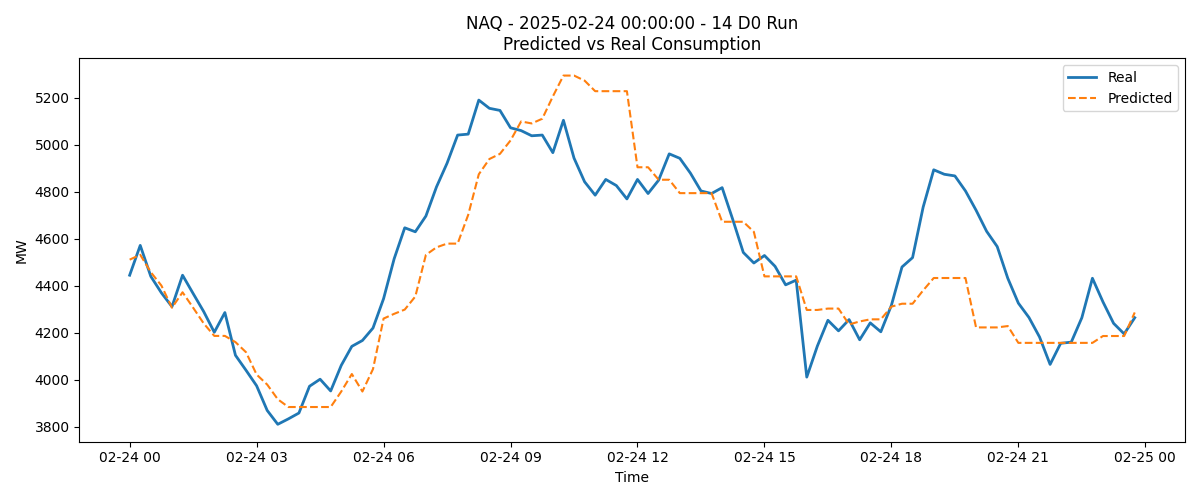 NAQ - 2025-02-24 00:00:00 - 14 D0 Run
Predicted vs Real Consumption
Real
Predicted
MW
5200
5000
4800
4600
4400
4200
4000
3800
02-24 00
02-24 03
02-24 06
02-24 09
02-24 12
02-24 15
02-24 18
02-24 21
02-25 00
Time